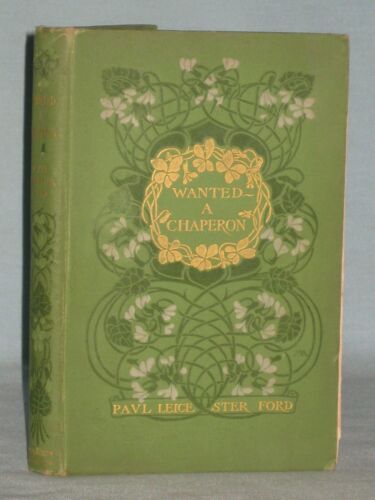 WANTED~
A
CHAPERON
PAVL LEICESTER FORD